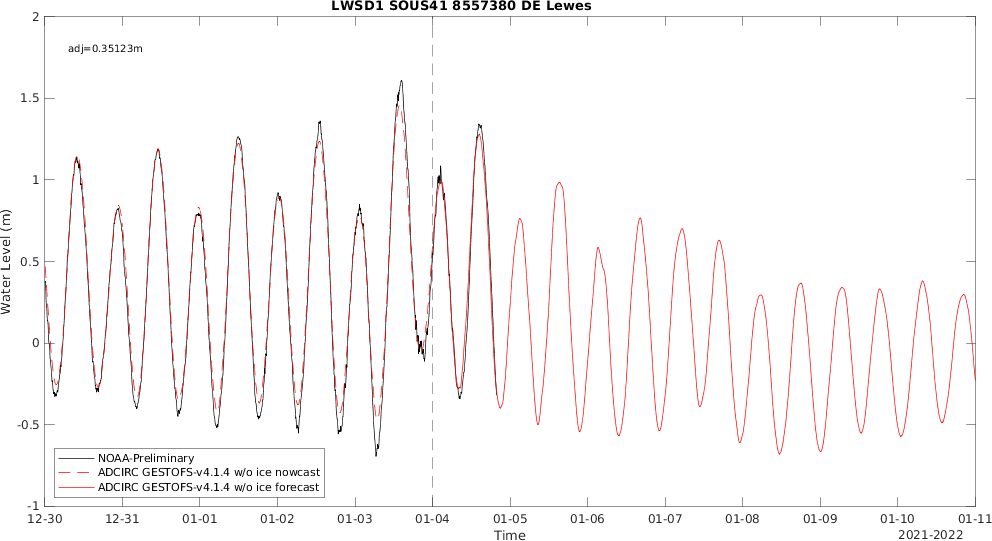 LWSD1 SOUS41 8557380 DE Lewes
adj=0.35123m
Water Level (m)
2
1.5
1
0.5
0
-0.5
-1
NOAA-Preliminary
ADCIRC GESTOFS-v4.1.4 w/o ice nowcast
ADCIRC GESTOFS-v4.1.4 w/o ice forecast
12-30 12-31 01-01 01-02 01-03 01-04 01-05 01-06 01-07 01-08 01-09 01-10 01-11
Time
2021-2022